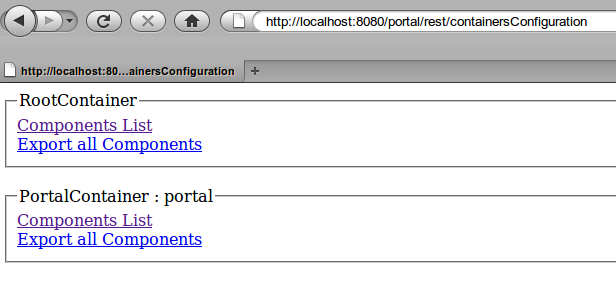 http://localhost:8080/portal/rest/containersConfiguration
http://localhost:80...ainersConfiguration
RootContainer
Components List
Export all Components
PortalContainer : portal
Components List
Export all Components